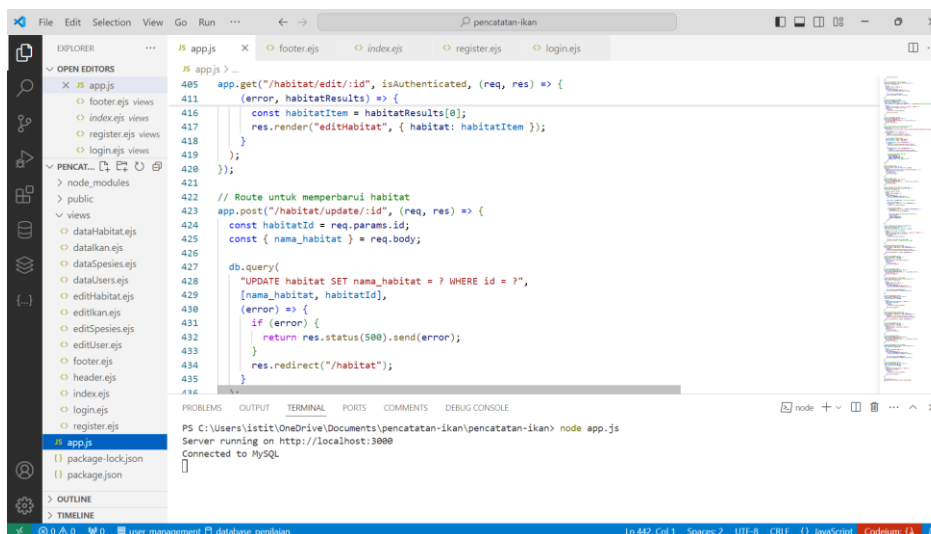 File Edit Selection View Go Run ··· ← → pencatatan-ikan
EXPLORER ···
OPEN EDITORS
× JS app.js
footer.ejs views
index.ejs views
register.ejs views
login.ejs views
PENCAT...
node_modules
public
views
dataHabitat.ejs
dataIkan.ejs
dataSpesies.ejs
dataUsers.ejs
editHabitat.ejs
editIkan.ejs
editSpesies.ejs
editUser.ejs
footer.ejs
header.ejs
index.ejs
login.ejs
register.ejs
JS app.js
{} package-lock.json
{} package.json
OUTLINE
TIMELINE
JS app.js × footer.ejs index.ejs register.ejs login.ejs
JS app.js > ...
405 app.get("/habitat/edit/:id", isAuthenticated, (req, res) => {
411 (error, habitatResults) => {
416 const habitatItem = habitatResults[0];
417 res.render("editHabitat", { habitat: habitatItem });
418 }
419 );
420 });
421
422 // Route untuk memperbarui habitat
423 app.post("/habitat/update/:id", (req, res) => {
424 const habitatId = req.params.id;
425 const { nama_habitat } = req.body;
426
427 db.query(
428 "UPDATE habitat SET nama_habitat = ? WHERE id = ?",
429 [nama_habitat, habitatId],
430 (error) => {
431 if (error) {
432 return res.status(500).send(error);
433 }
434 res.redirect("/habitat");
435 }
436 );
PROBLEMS OUTPUT TERMINAL PORTS COMMENTS DEBUG CONSOLE node
PS C:\Users\istit\OneDrive\Documents\pencatatan-ikan\pencatatan-ikan> node app.js
Server running on http://localhost:3000
Connected to MySQL
0 0 0 user_management database_penilaian Ln 442, Col 1 Spaces: 2 UTF-8 CRLF {} JavaScript Codeium: {}